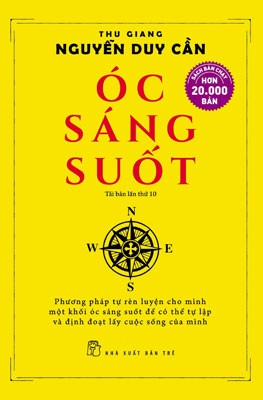 THU GIANG
NGUYỄN DUY CẦN
ÓC
SÁNG
SUỐT
SÁCH BÁN CHẠY
HƠN
20.000
BẢN
Tái bản lần thứ 10
N
W
E
S
Phương pháp tự rèn luyện cho mình
một khối óc sáng suốt để có thể tự lập
và định đoạt lấy cuộc sống của mình
NHÀ XUẤT BẢN TRẺ